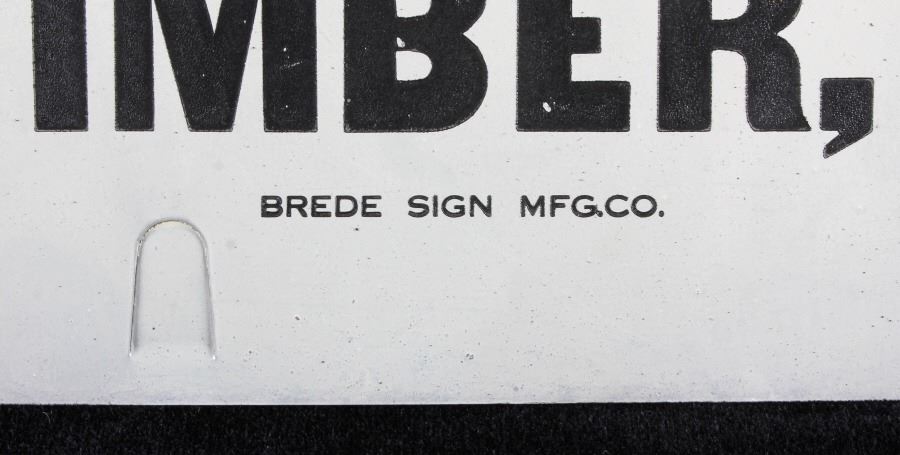 IMBER,
BREDE SIGN MFG.CO.